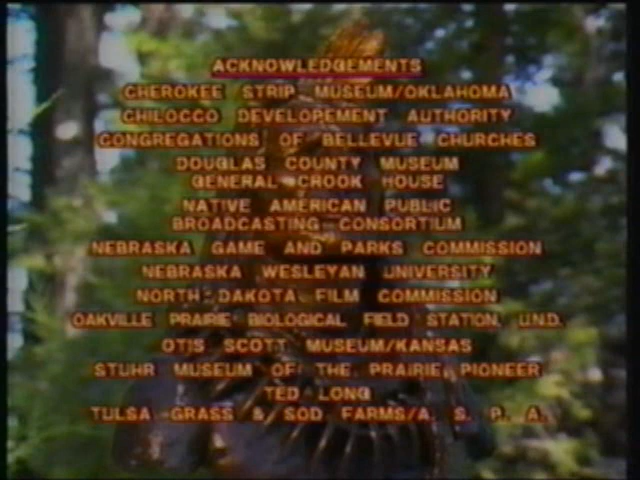 ACKNOWLEDGEMENTS
CHEROKEE STRIP MUSEUM/OKLAHOMA
CHILOCCO DEVELOPEMENT AUTHORITY
CONGREGATIONS OF BELLEVUE CHURCHES
DOUGLAS COUNTY MUSEUM
GENERAL CROOK HOUSE
NATIVE AMERICAN PUBLIC
BROADCASTING CONSORTIUM
NEBRASKA GAME AND PARKS COMMISSION
NEBRASKA WESLEYAN UNIVERSITY
NORTH DAKOTA FILM COMMISSION
OAKVILLE PRAIRIE BIOLOGICAL FIELD STATION, U.N.D.
OTIS SCOTT MUSEUM/KANSAS
STUHR MUSEUM OF THE PRAIRIE PIONEER
TED LONG
TULSA GRASS & SOD FARMS/A. S. P. A.